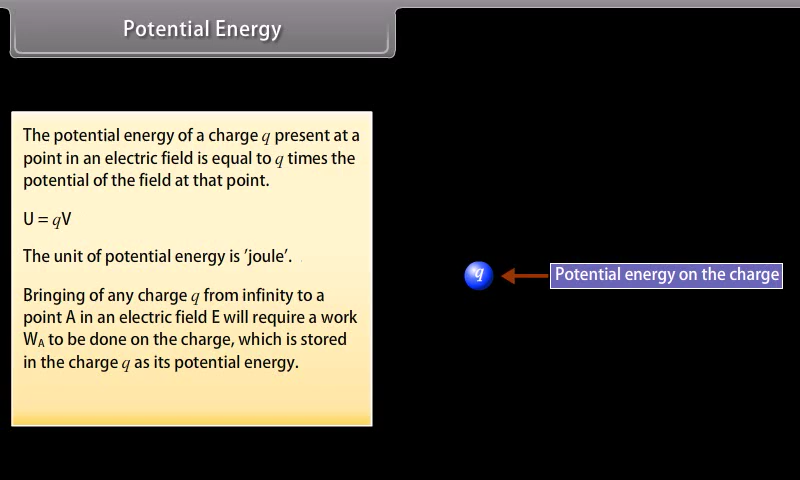 Potential Energy
The potential energy of a charge q present at a
point in an electric field is equal to q times the
potential of the field at that point.
U = qV
The unit of potential energy is 'joule'.
Bringing of any charge q from infinity to a
point A in an electric field E will require a work
W_A to be done on the charge, which is stored
in the charge q as its potential energy.
q
Potential energy on the charge